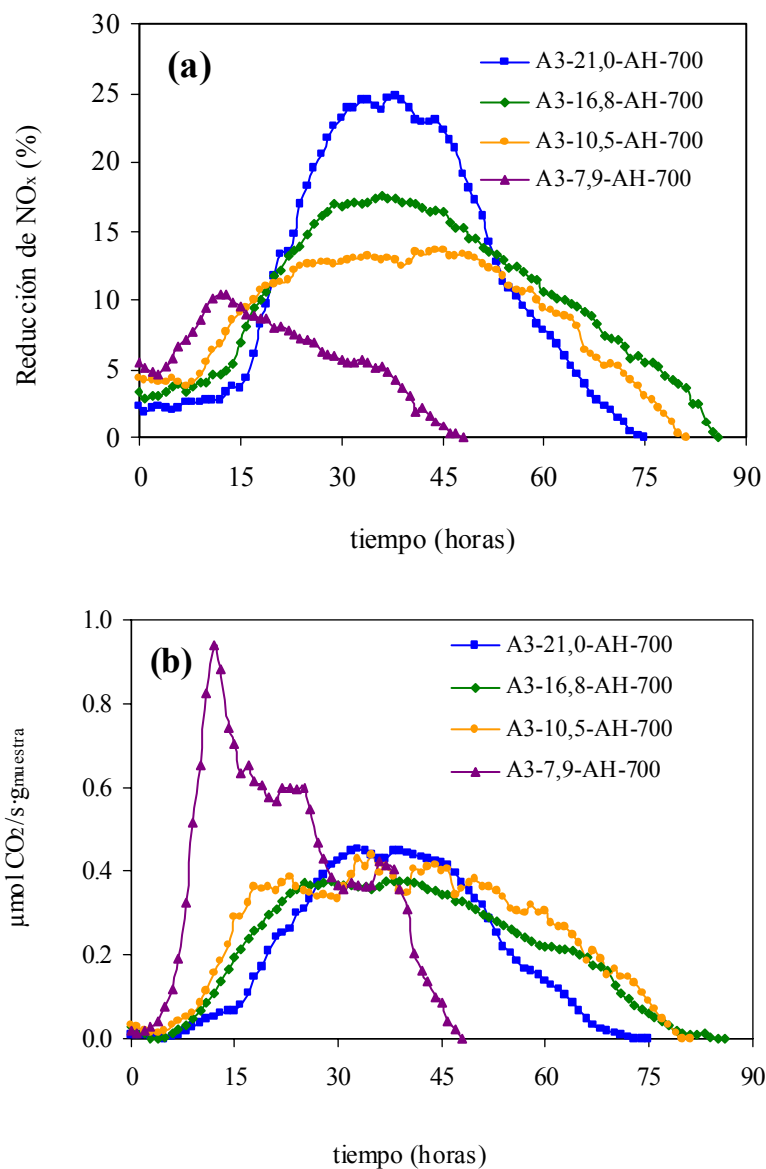 30
25
20
15
10
5
0
Reducción de NOx (%)
(a)
A3-21,0-AH-700
A3-16,8-AH-700
A3-10,5-AH-700
A3-7,9-AH-700
0 15 30 45 60 75 90
tiempo (horas)
1.0
0.8
0.6
0.4
0.2
0.0
µmol CO2/s·gmuestra
(b)
A3-21,0-AH-700
A3-16,8-AH-700
A3-10,5-AH-700
A3-7,9-AH-700
0 15 30 45 60 75 90
tiempo (horas)